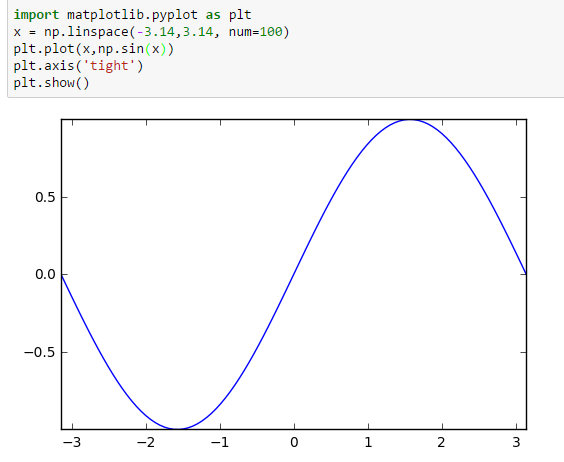 import matplotlib.pyplot as plt
x = np.linspace(-3.14,3.14, num=100)
plt.plot(x,np.sin(x))
plt.axis('tight')
plt.show()
0.5
0.0
−0.5
−3 −2 −1 0 1 2 3